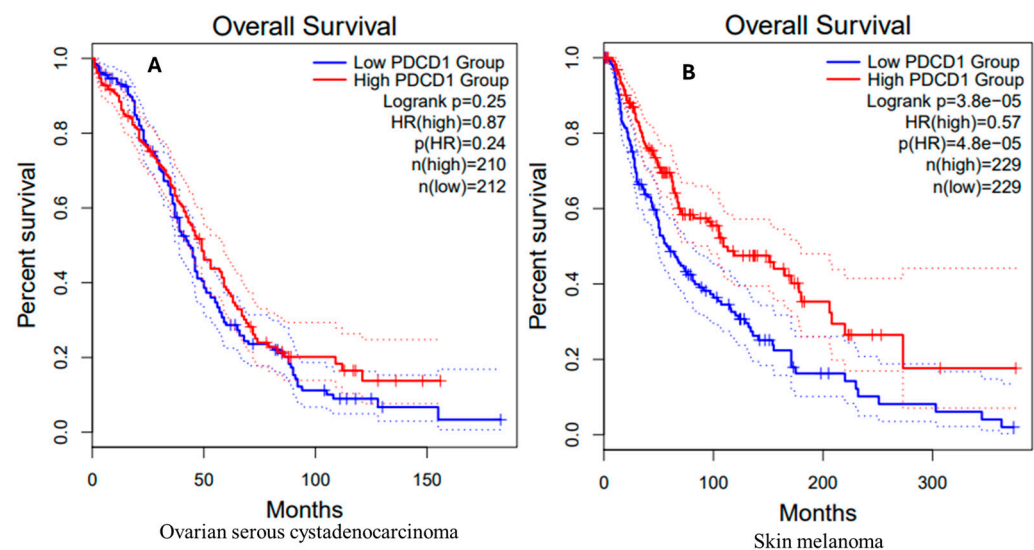 Overall Survival
A
Low PDCD1 Group
High PDCD1 Group
Logrank p=0.25
HR(high)=0.87
p(HR)=0.24
n(high)=210
n(low)=212
Percent survival
1.0
0.8
0.6
0.4
0.2
0.0
0 50 100 150
Months
Ovarian serous cystadenocarcinoma
Overall Survival
B
Low PDCD1 Group
High PDCD1 Group
Logrank p=3.8e−05
HR(high)=0.57
p(HR)=4.8e−05
n(high)=229
n(low)=229
Percent survival
1.0
0.8
0.6
0.4
0.2
0.0
0 100 200 300
Months
Skin melanoma